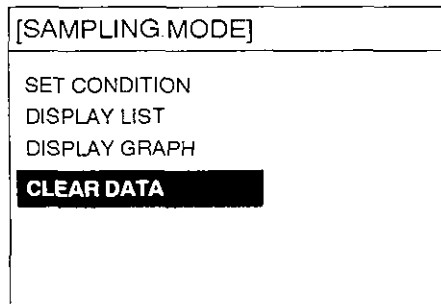 [SAMPLING MODE]
SET CONDITION
DISPLAY LIST
DISPLAY GRAPH
CLEAR DATA